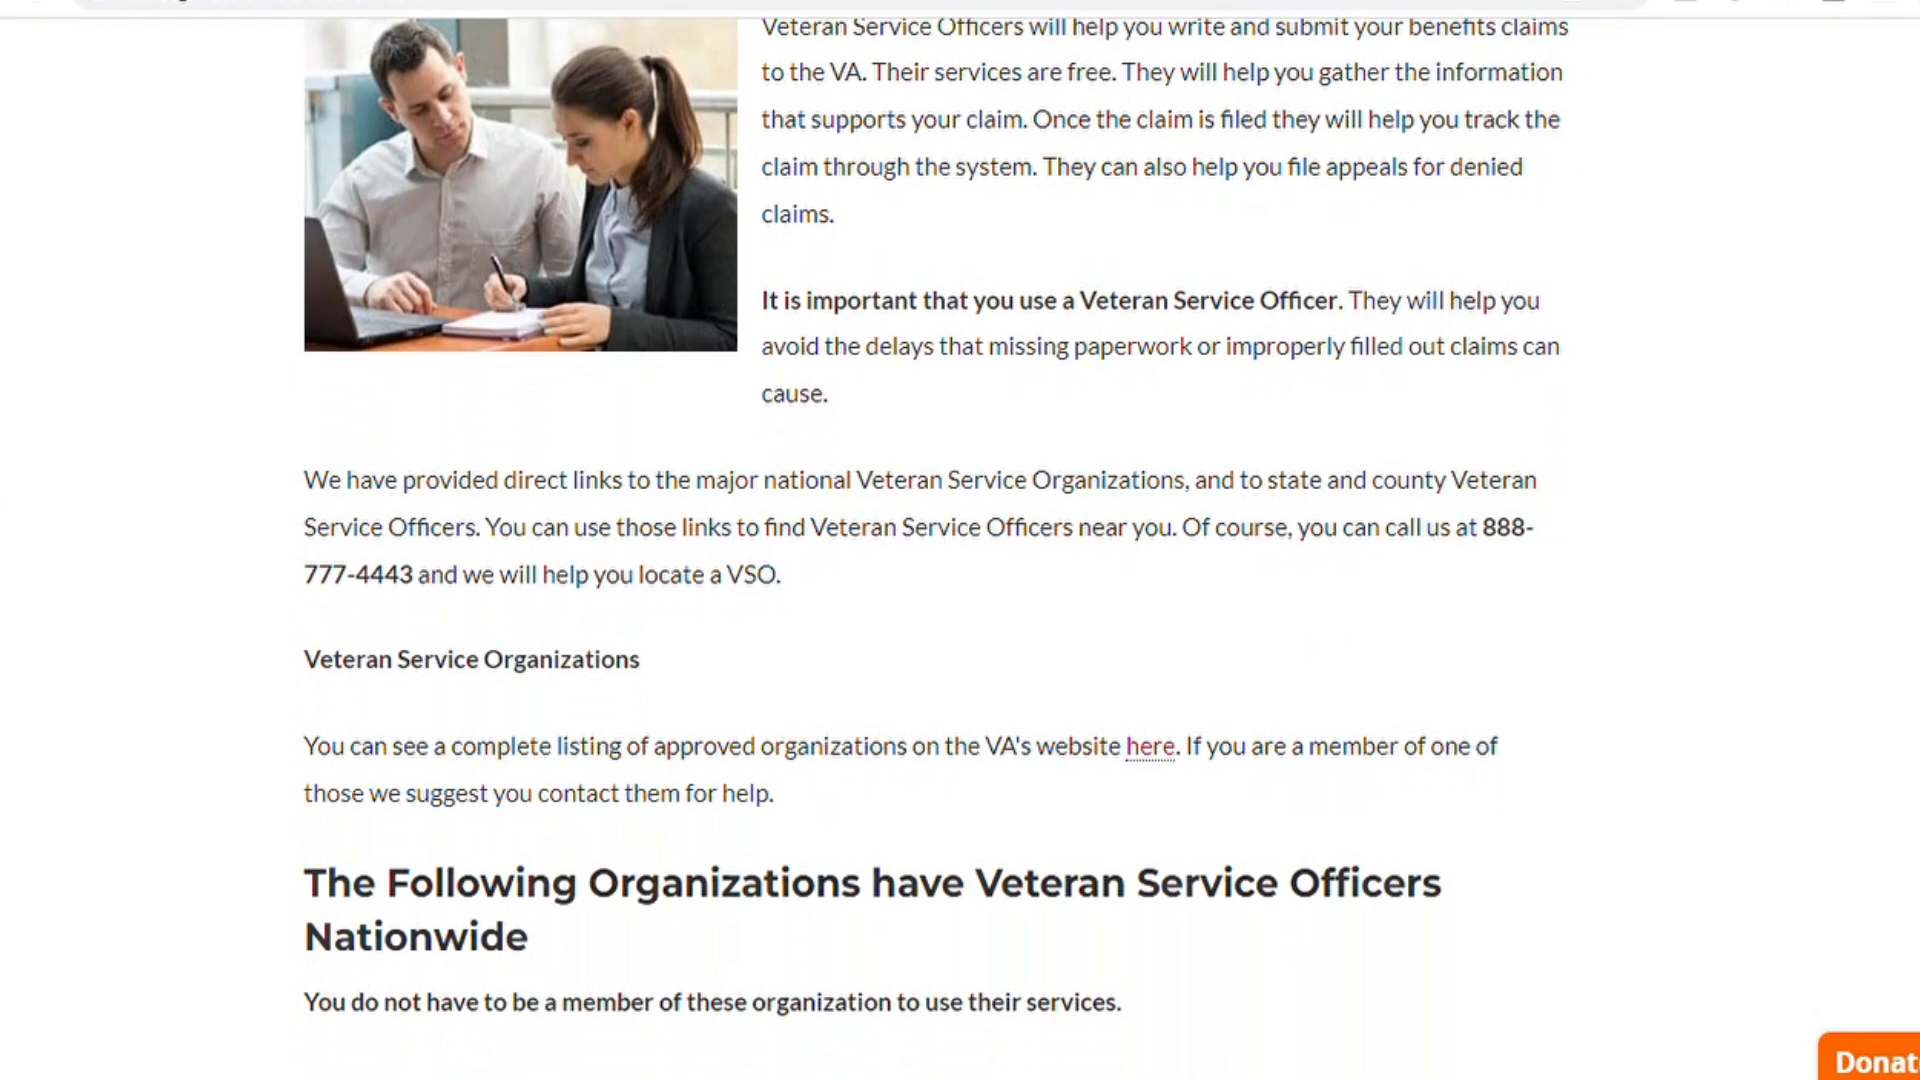 Veteran Service Officers will help you write and submit your benefits claims
to the VA. Their services are free. They will help you gather the information
that supports your claim. Once the claim is filed they will help you track the
claim through the system. They can also help you file appeals for denied
claims.
It is important that you use a Veteran Service Officer. They will help you
avoid the delays that missing paperwork or improperly filled out claims can
cause.
We have provided direct links to the major national Veteran Service Organizations, and to state and county Veteran
Service Officers. You can use those links to find Veteran Service Officers near you. Of course, you can call us at 888-
777-4443 and we will help you locate a VSO.
Veteran Service Organizations
You can see a complete listing of approved organizations on the VA's website here. If you are a member of one of
those we suggest you contact them for help.
The Following Organizations have Veteran Service Officers
Nationwide
You do not have to be a member of these organization to use their services.
Donat